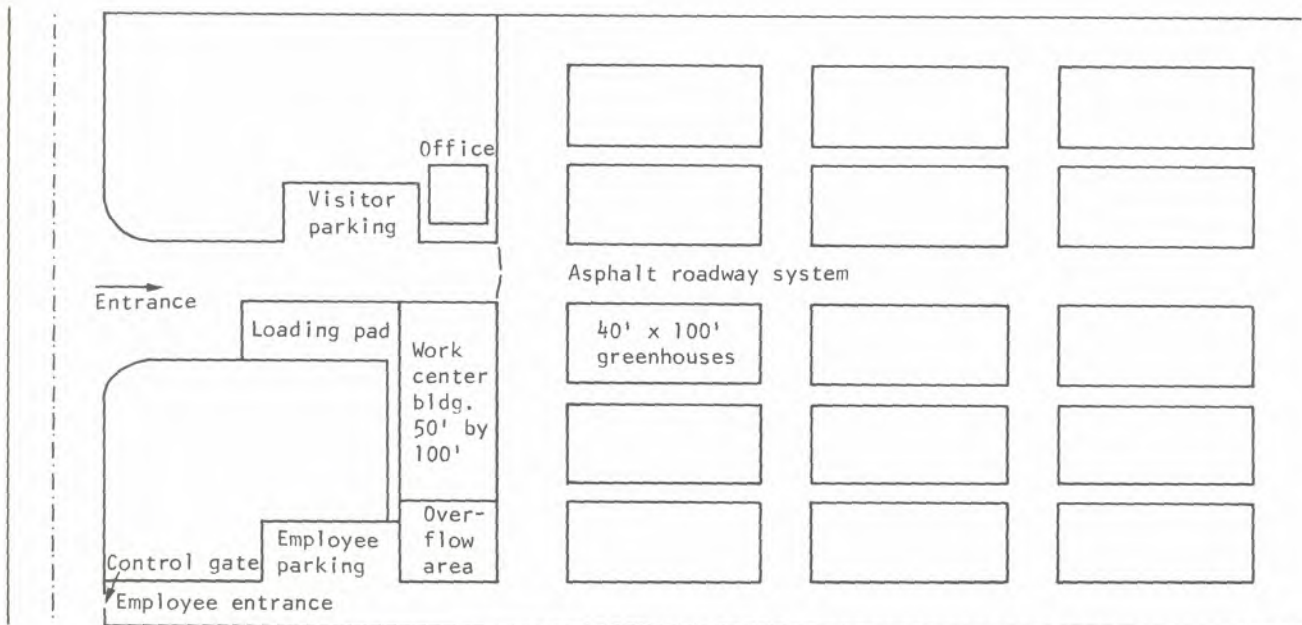 Office
Visitor
parking
Asphalt roadway system
Entrance
Loading pad
40' x 100'
greenhouses
Work
center
bldg.
50' by
100'
Over-
flow
area
Employee
parking
Control gate
Employee entrance